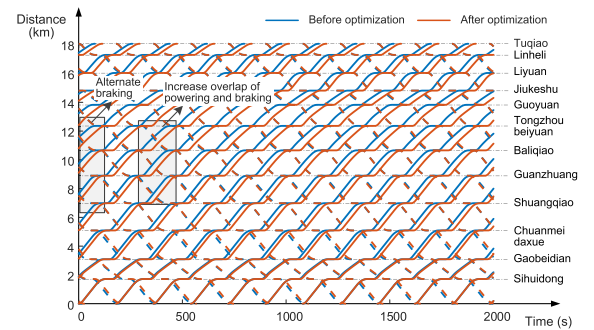 Distance
(km)
Before optimization
After optimization
18
16
14
12
10
8
6
4
2
0
Alternate
braking
Increase overlap of
powering and braking
Tuqiao
Linheli
Liyuan
Jiukeshu
Guoyuan
Tongzhou
beiyuan
Baliqiao
Guanzhuang
Shuangqiao
Chuanmei
daxue
Gaobeidian
Sihuidong
0
500
1000
1500
2000
Time (s)